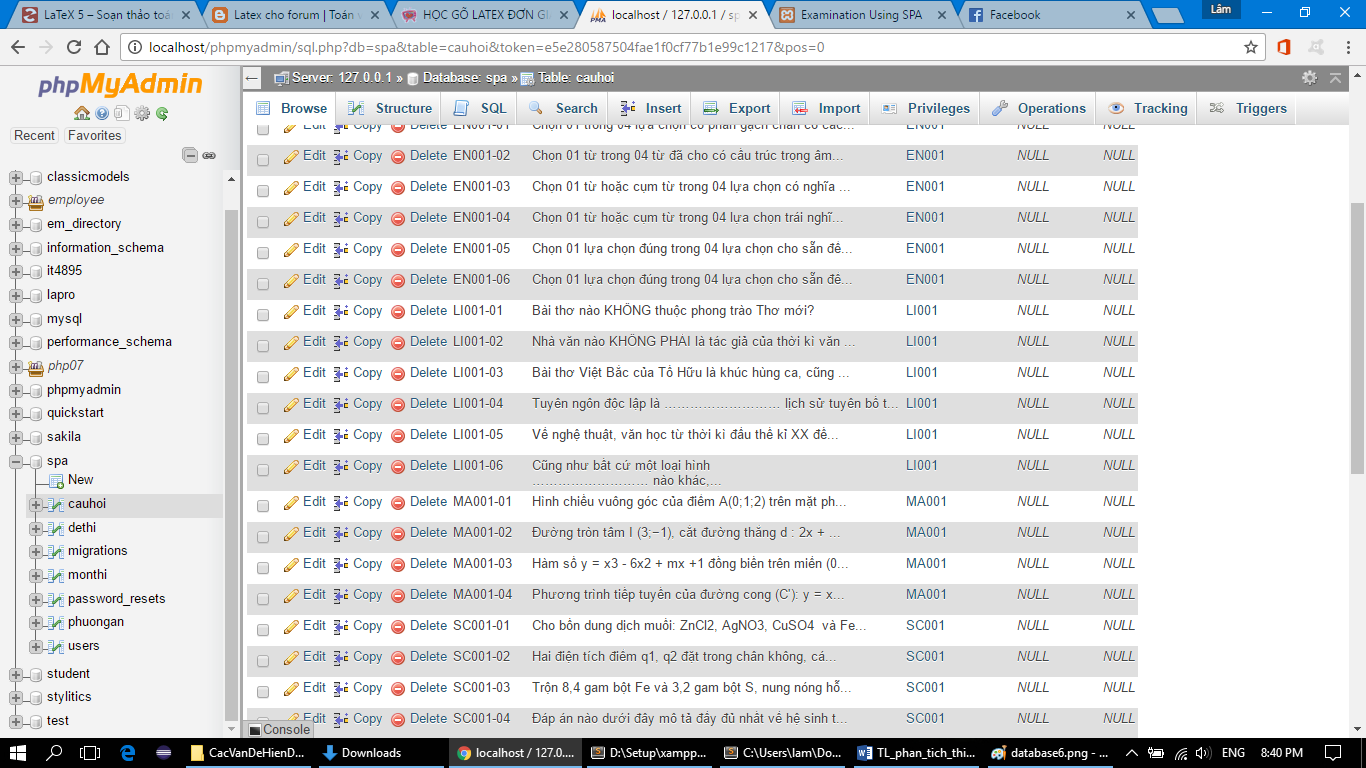 LaTeX 5 – Soạn thảo toán
Latex cho forum | Toán v
HỌC GÕ LATEX ĐƠN GI
localhost / 127.0.0.1 / sp
Examination Using SPA
Facebook
Lâm
localhost/phpmyadmin/sql.php?db=spa&table=cauhoi&token=e5e280587504fae1f0cf77b1e99c1217&pos=0
phpMyAdmin
Recent Favorites
classicmodels
employee
em_directory
information_schema
it4895
lapro
mysql
performance_schema
php07
phpmyadmin
quickstart
sakila
spa
New
cauhoi
dethi
migrations
monthi
password_resets
phuongan
users
student
stylitics
test
Server: 127.0.0.1 » Database: spa » Table: cauhoi
Browse Structure SQL Search Insert Export Import Privileges Operations Tracking Triggers
Edit Copy Delete EN001-01 Chọn 01 trong 04 lựa chọn có phần gạch chân có các... EN001 NULL NULL
Edit Copy Delete EN001-02 Chọn 01 từ trong 04 từ đã cho có cấu trúc trọng âm... EN001 NULL NULL
Edit Copy Delete EN001-03 Chọn 01 từ hoặc cụm từ trong 04 lựa chọn có nghĩa ... EN001 NULL NULL
Edit Copy Delete EN001-04 Chọn 01 từ hoặc cụm từ trong 04 lựa chọn trái nghĩ... EN001 NULL NULL
Edit Copy Delete EN001-05 Chọn 01 lựa chọn đúng trong 04 lựa chọn cho sẵn để... EN001 NULL NULL
Edit Copy Delete EN001-06 Chọn 01 lựa chọn đúng trong 04 lựa chọn cho sẵn để... EN001 NULL NULL
Edit Copy Delete LI001-01 Bài thơ nào KHÔNG thuộc phong trào Thơ mới? LI001 NULL NULL
Edit Copy Delete LI001-02 Nhà văn nào KHÔNG PHẢI là tác giả của thời kì văn ... LI001 NULL NULL
Edit Copy Delete LI001-03 Bài thơ Việt Bắc của Tố Hữu là khúc hùng ca, cũng ... LI001 NULL NULL
Edit Copy Delete LI001-04 Tuyên ngôn độc lập là ……………………… lịch sử tuyên bố t... LI001 NULL NULL
Edit Copy Delete LI001-05 Về nghệ thuật, văn học từ thời kì đầu thế kỉ XX đế... LI001 NULL NULL
Edit Copy Delete LI001-06 Cũng như bất cứ một loại hình LI001 NULL NULL
……………………… nào khác,...
Edit Copy Delete MA001-01 Hình chiếu vuông góc của điểm A(0;1;2) trên mặt ph... MA001 NULL NULL
Edit Copy Delete MA001-02 Đường tròn tâm I (3;−1), cắt đường thẳng d : 2x + ... MA001 NULL NULL
Edit Copy Delete MA001-03 Hàm số y = x3 - 6x2 + mx +1 đồng biến trên miền (0... MA001 NULL NULL
Edit Copy Delete MA001-04 Phương trình tiếp tuyến của đường cong (C'): y = x... MA001 NULL NULL
Edit Copy Delete SC001-01 Cho bốn dung dịch muối: ZnCl2, AgNO3, CuSO4 và Fe... SC001 NULL NULL
Edit Copy Delete SC001-02 Hai điện tích điểm q1, q2 đặt trong chân không, cá... SC001 NULL NULL
Edit Copy Delete SC001-03 Trộn 8,4 gam bột Fe và 3,2 gam bột S, nung nóng hỗ... SC001 NULL NULL
Edit Copy Delete SC001-04 Đáp án nào dưới đây mô tả đầy đủ nhất về hệ sinh t... SC001 NULL NULL
Console
CacVanDeHienD...
Downloads
localhost / 127.0....
D:\Setup\xampp...
C:\Users\lam\Do...
TL_phan_tich_thi...
database6.png - ...
ENG
8:40 PM